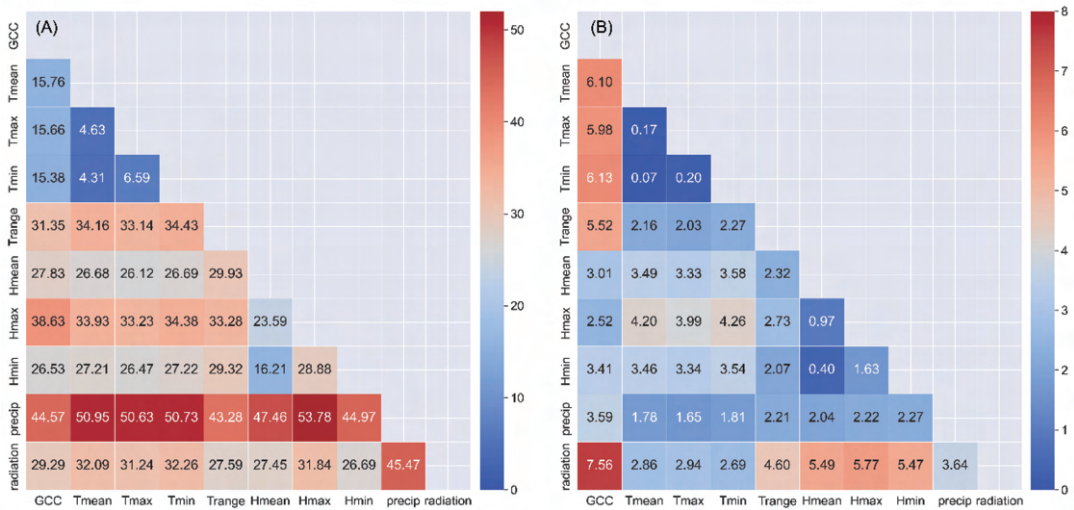 (A)
GCC
Tmean 15.76
Tmax 15.66 4.63
Tmin 15.38 4.31 6.59
Trange 31.35 34.16 33.14 34.43
Hmean 27.83 26.68 26.12 26.69 29.93
Hmax 38.63 33.93 33.23 34.38 33.28 23.59
Hmin 26.53 27.21 26.47 27.22 29.32 16.21 28.88
precip 44.57 50.95 50.63 50.73 43.28 47.46 53.78 44.97
radiation 29.29 32.09 31.24 32.26 27.59 27.45 31.84 26.69 45.47
GCC Tmean Tmax Tmin Trange Hmean Hmax Hmin precip radiation
50
40
30
20
10
0
(B)
GCC
Tmean 6.10
Tmax 5.98 0.17
Tmin 6.13 0.07 0.20
Trange 5.52 2.16 2.03 2.27
Hmean 3.01 3.49 3.33 3.58 2.32
Hmax 2.52 4.20 3.99 4.26 2.73 0.97
Hmin 3.41 3.46 3.34 3.54 2.07 0.40 1.63
precip 3.59 1.78 1.65 1.81 2.21 2.04 2.22 2.27
radiation 7.56 2.86 2.94 2.69 4.60 5.49 5.77 5.47 3.64
GCC Tmean Tmax Tmin Trange Hmean Hmax Hmin precip radiation
8
7
6
5
4
3
2
1
0